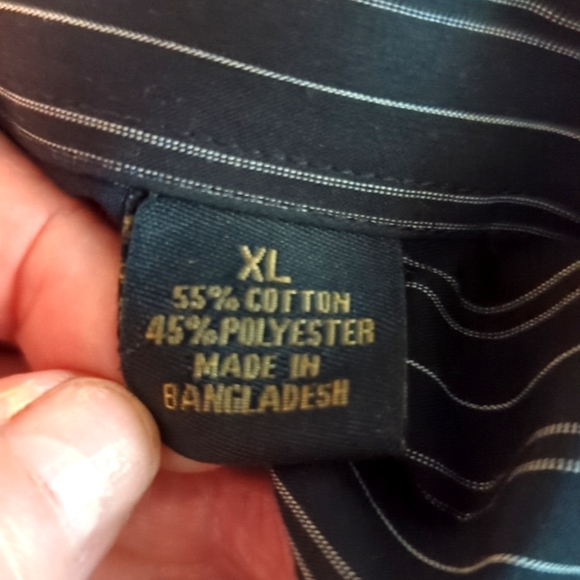 XL
55% COTTON
45% POLYESTER
MADE IN
BANGLADESH